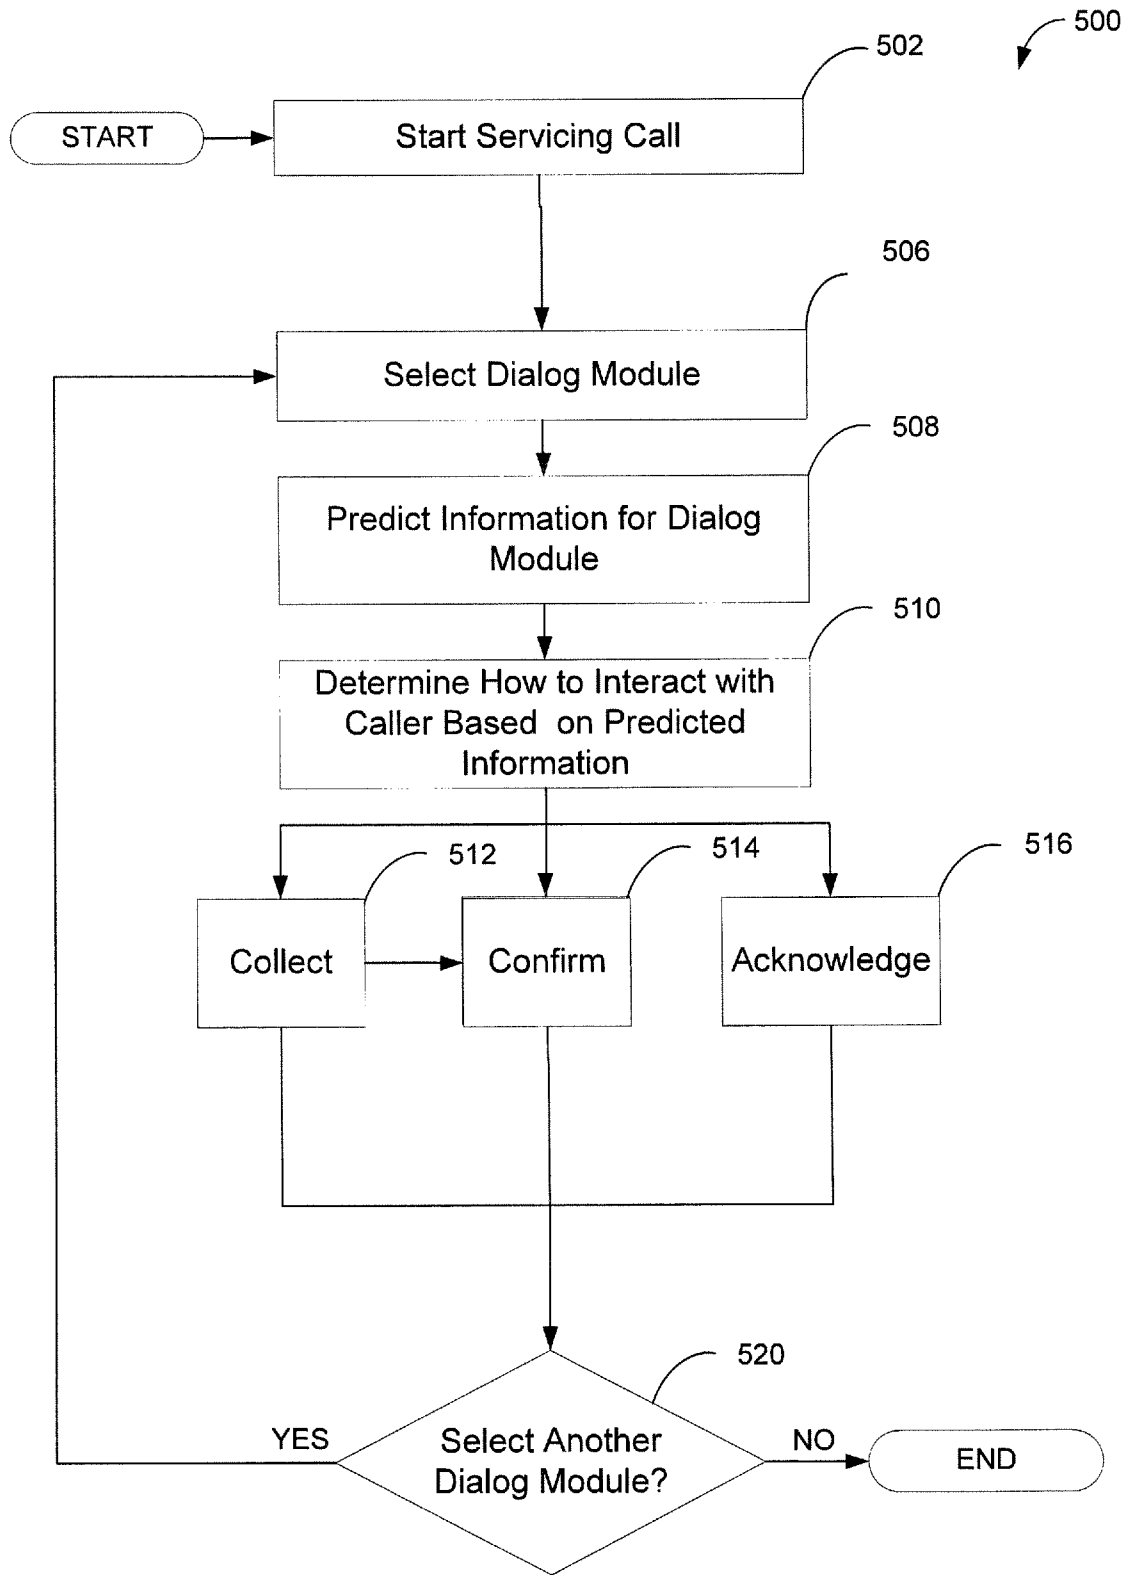 500
502
START
Start Servicing Call
506
Select Dialog Module
508
Predict Information for Dialog
Module
510
Determine How to Interact with
Caller Based on Predicted
Information
512
514
516
Collect
Confirm
Acknowledge
520
YES
Select Another
Dialog Module?
NO
END